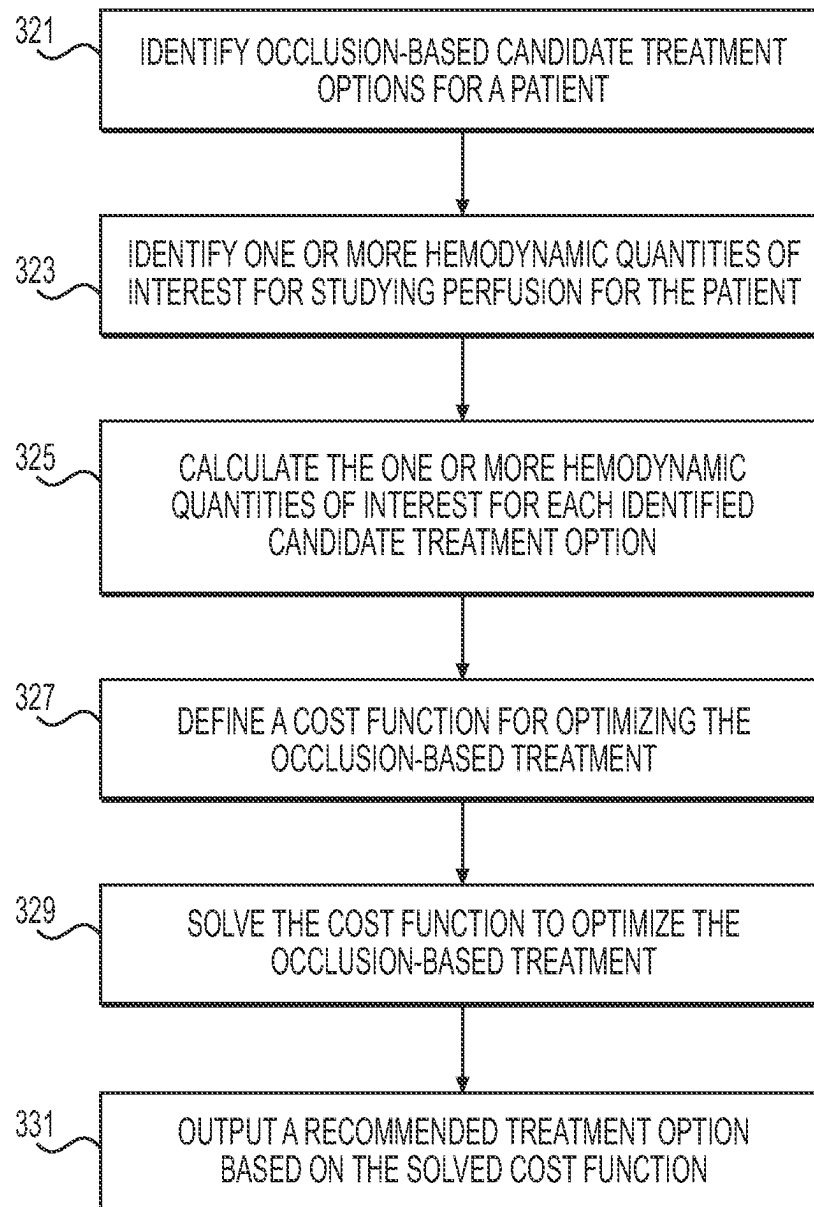 321
IDENTIFY OCCLUSION-BASED CANDIDATE TREATMENT
OPTIONS FOR A PATIENT
323
IDENTIFY ONE OR MORE HEMODYNAMIC QUANTITIES OF
INTEREST FOR STUDYING PERFUSION FOR THE PATIENT
325
CALCULATE THE ONE OR MORE HEMODYNAMIC
QUANTITIES OF INTEREST FOR EACH IDENTIFIED
CANDIDATE TREATMENT OPTION
327
DEFINE A COST FUNCTION FOR OPTIMIZING THE
OCCLUSION-BASED TREATMENT
329
SOLVE THE COST FUNCTION TO OPTIMIZE THE
OCCLUSION-BASED TREATMENT
331
OUTPUT A RECOMMENDED TREATMENT OPTION
BASED ON THE SOLVED COST FUNCTION